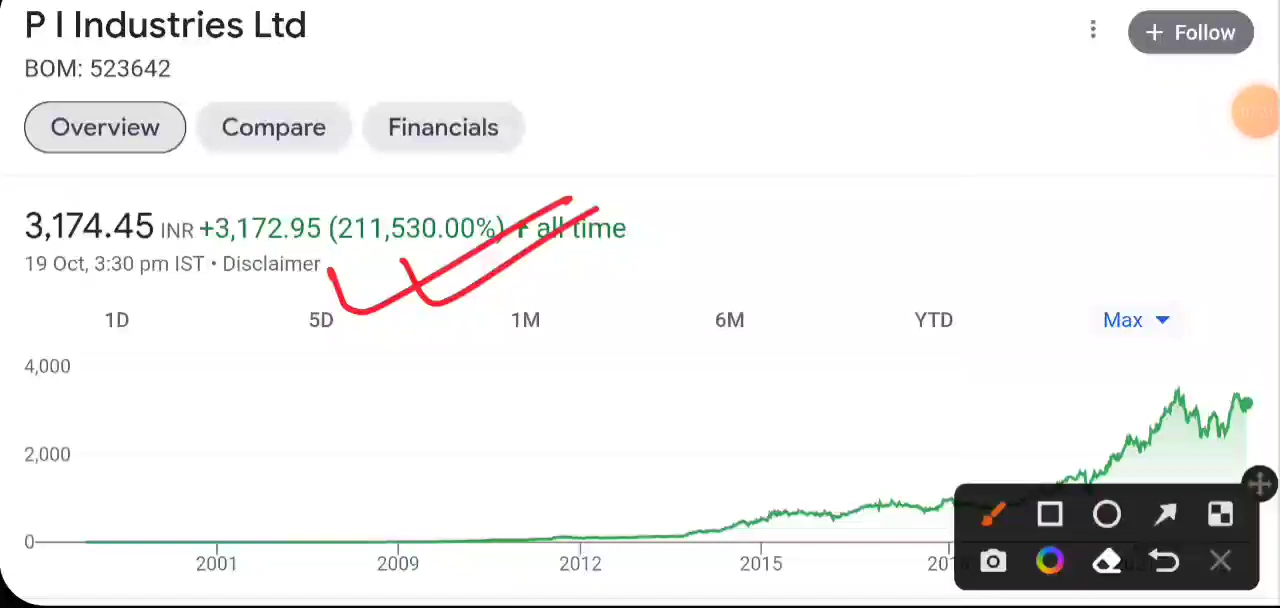 P I Industries Ltd
+ Follow
BOM: 523642
Overview Compare Financials
3,174.45 INR +3,172.95 (211,530.00%) ↑ all time
19 Oct, 3:30 pm IST • Disclaimer
1D 5D 1M 6M YTD Max
4,000
2,000
0
2001 2009 2012 2015